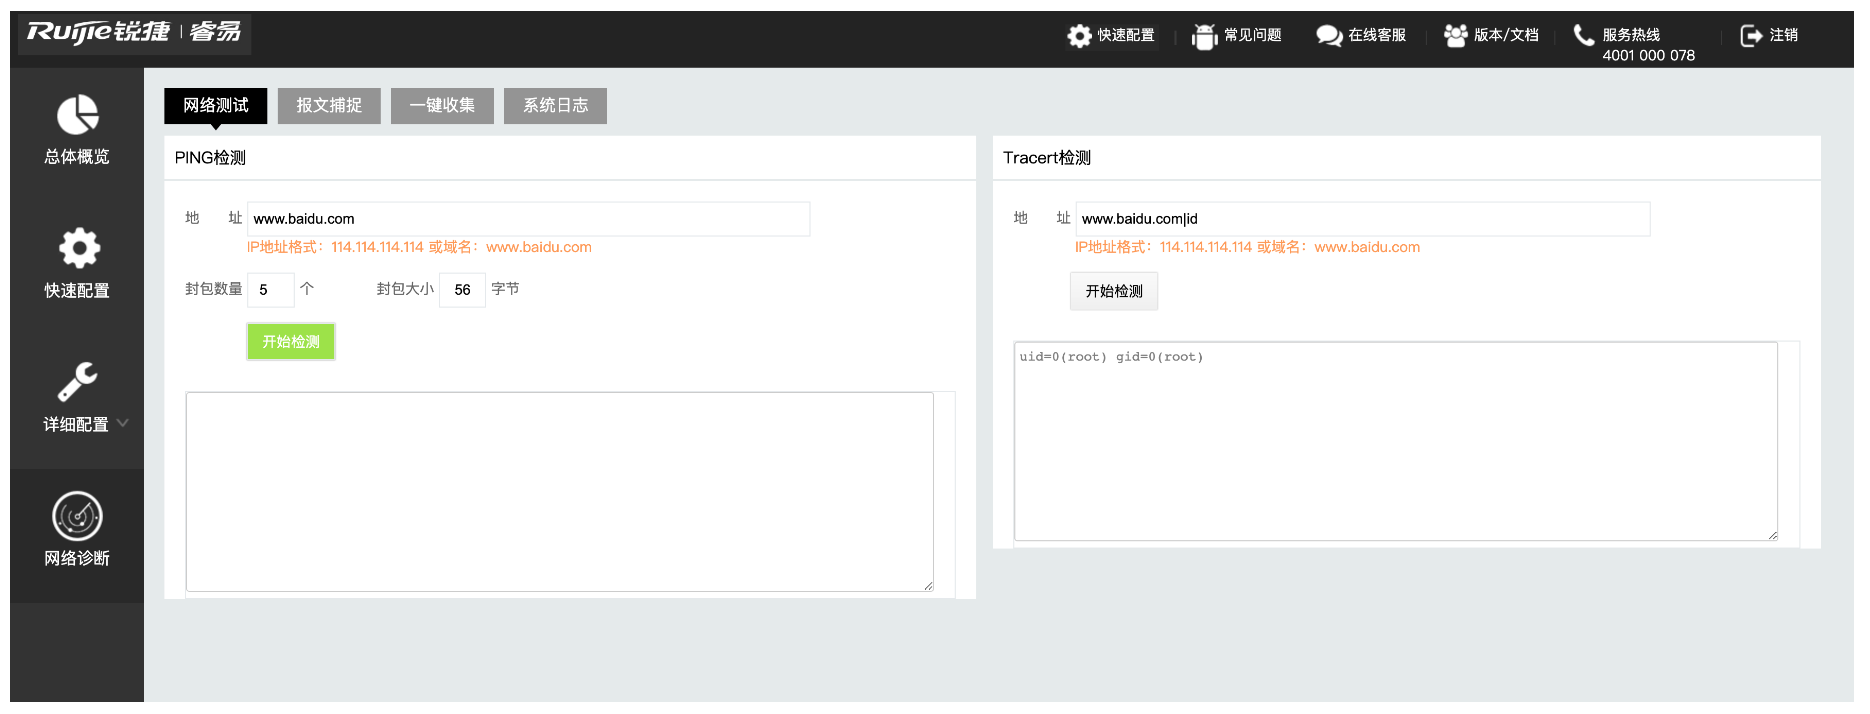 Ruijie锐捷 | 睿易
快速配置
常见问题
在线客服
版本/文档
服务热线
4001 000 078
注销
总体概览
快速配置
详细配置
网络诊断
网络测试
报文捕捉
一键收集
系统日志
PING检测
地 址 www.baidu.com
IP地址格式：114.114.114.114 或域名：www.baidu.com
封包数量 5 个 封包大小 56 字节
开始检测
Tracert检测
地 址 www.baidu.com|id
IP地址格式：114.114.114.114 或域名：www.baidu.com
开始检测
uid=0(root) gid=0(root)